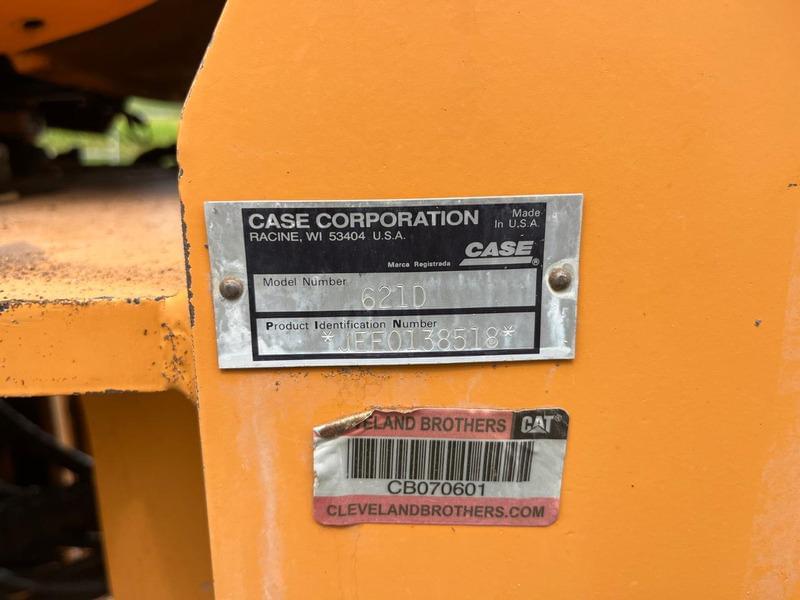 CASE CORPORATION
RACINE, WI 53404 U.S.A.
Made
In U.S.A.
CASE®
Marca Registrada
Model Number
621D
Product Identification Number
*JEE0138518*
ELAND BROTHERS CAT
CB070601
CLEVELANDBROTHERS.COM